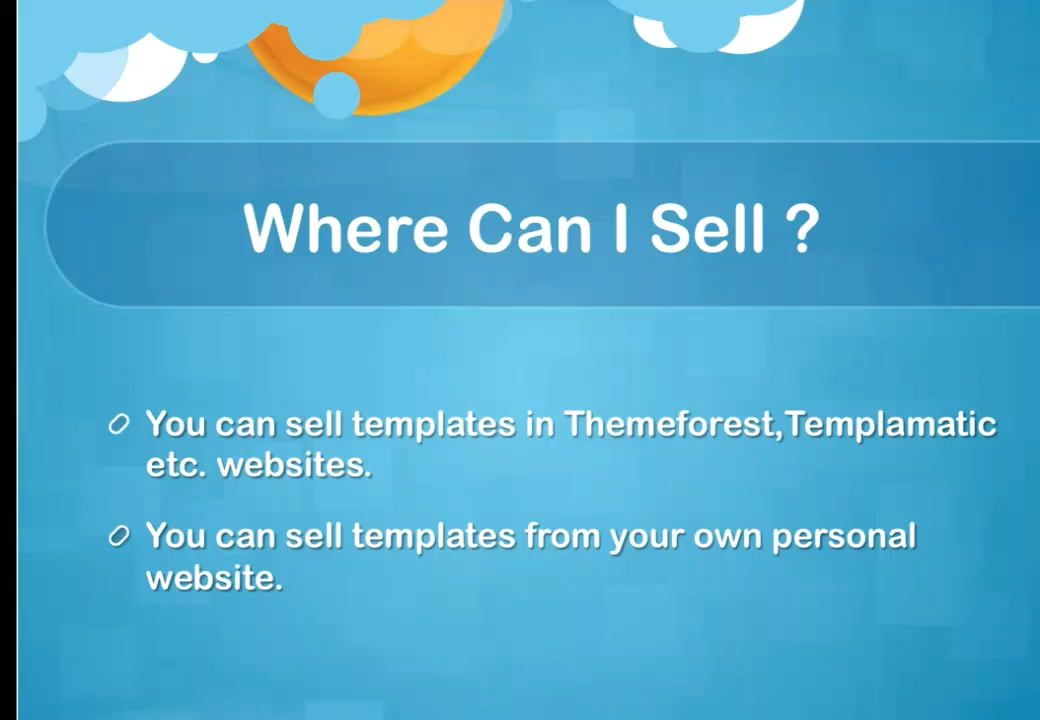 Where Can I Sell ?
You can sell templates in Themeforest,Templamatic
etc. websites.
You can sell templates from your own personal
website.